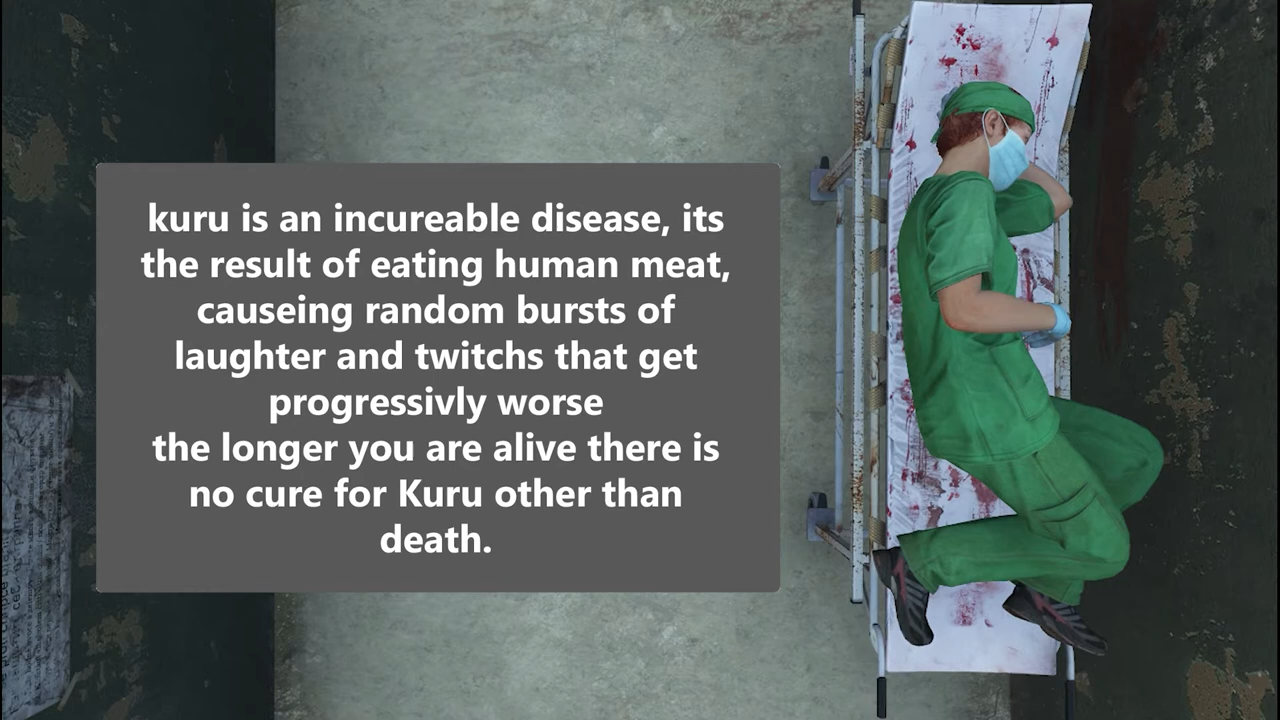 kuru is an incureable disease, its
the result of eating human meat,
causeing random bursts of
laughter and twitchs that get
progressivly worse
the longer you are alive there is
no cure for Kuru other than
death.